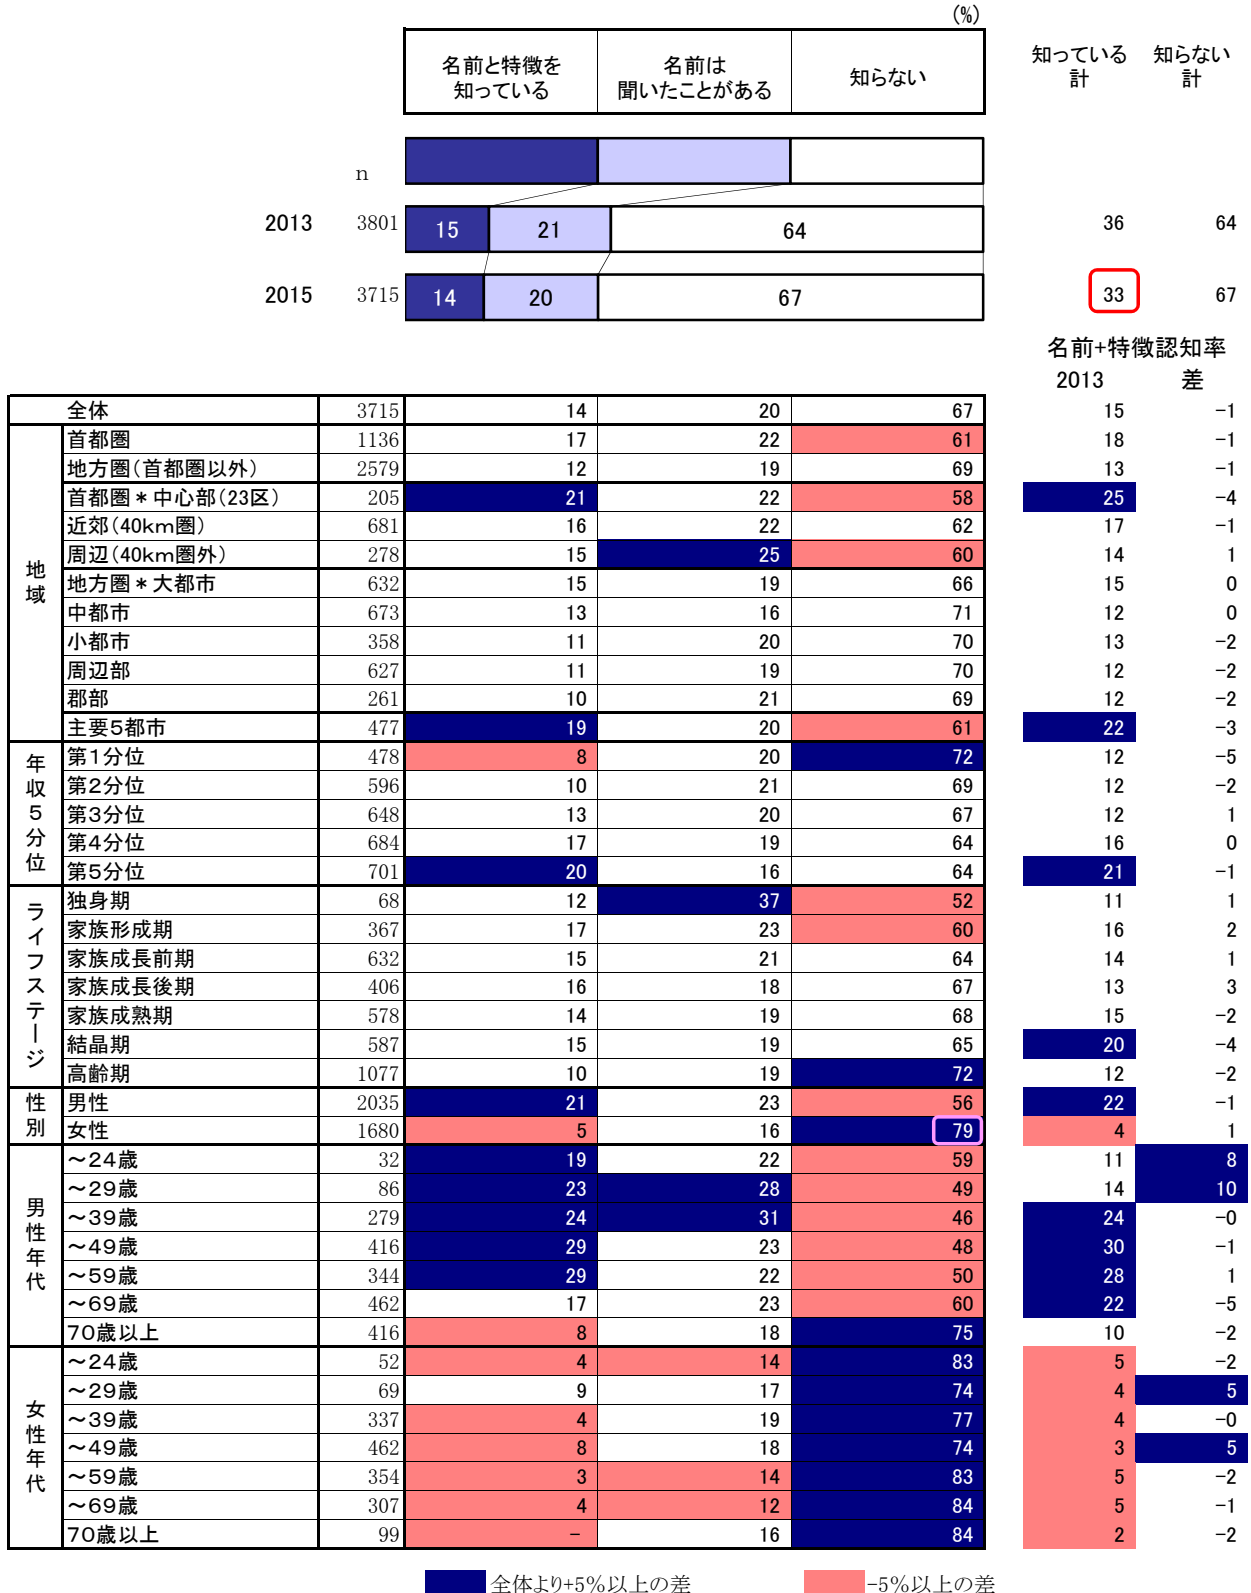 (%)
名前と特徴を
知っている
名前は
聞いたことがある
知らない
知っている
計
知らない
計
n
2013 3801 15 21 64 36 64
2015 3715 14 20 67 33 67
名前+特徴認知率
2013 差
全体 3715 14 20 67 15 -1
地域
首都圏 1136 17 22 61 18 -1
地方圏(首都圏以外) 2579 12 19 69 13 -1
首都圏*中心部(23区) 205 21 22 58 25 -4
近郊(40km圏) 681 16 22 62 17 -1
周辺(40km圏外) 278 15 25 60 14 1
地方圏*大都市 632 15 19 66 15 0
中都市 673 13 16 71 12 0
小都市 358 11 20 70 13 -2
周辺部 627 11 19 70 12 -2
郡部 261 10 21 69 12 -2
主要5都市 477 19 20 61 22 -3
年収5分位
第1分位 478 8 20 72 12 -5
第2分位 596 10 21 69 12 -2
第3分位 648 13 20 67 12 1
第4分位 684 17 19 64 16 0
第5分位 701 20 16 64 21 -1
ライフステージ
独身期 68 12 37 52 11 1
家族形成期 367 17 23 60 16 2
家族成長前期 632 15 21 64 14 1
家族成長後期 406 16 18 67 13 3
家族成熟期 578 14 19 68 15 -2
結晶期 587 15 19 65 20 -4
高齢期 1077 10 19 72 12 -2
性別
男性 2035 21 23 56 22 -1
女性 1680 5 16 79 4 1
男性年代
～24歳 32 19 22 59 11 8
～29歳 86 23 28 49 14 10
～39歳 279 24 31 46 24 -0
～49歳 416 29 23 48 30 -1
～59歳 344 29 22 50 28 1
～69歳 462 17 23 60 22 -5
70歳以上 416 8 18 75 10 -2
女性年代
～24歳 52 4 14 83 5 -2
～29歳 69 9 17 74 4 5
～39歳 337 4 19 77 4 -0
～49歳 462 8 18 74 3 5
～59歳 354 3 14 83 5 -2
～69歳 307 4 12 84 5 -1
70歳以上 99 - 16 84 2 -2
全体より+5%以上の差 -5%以上の差